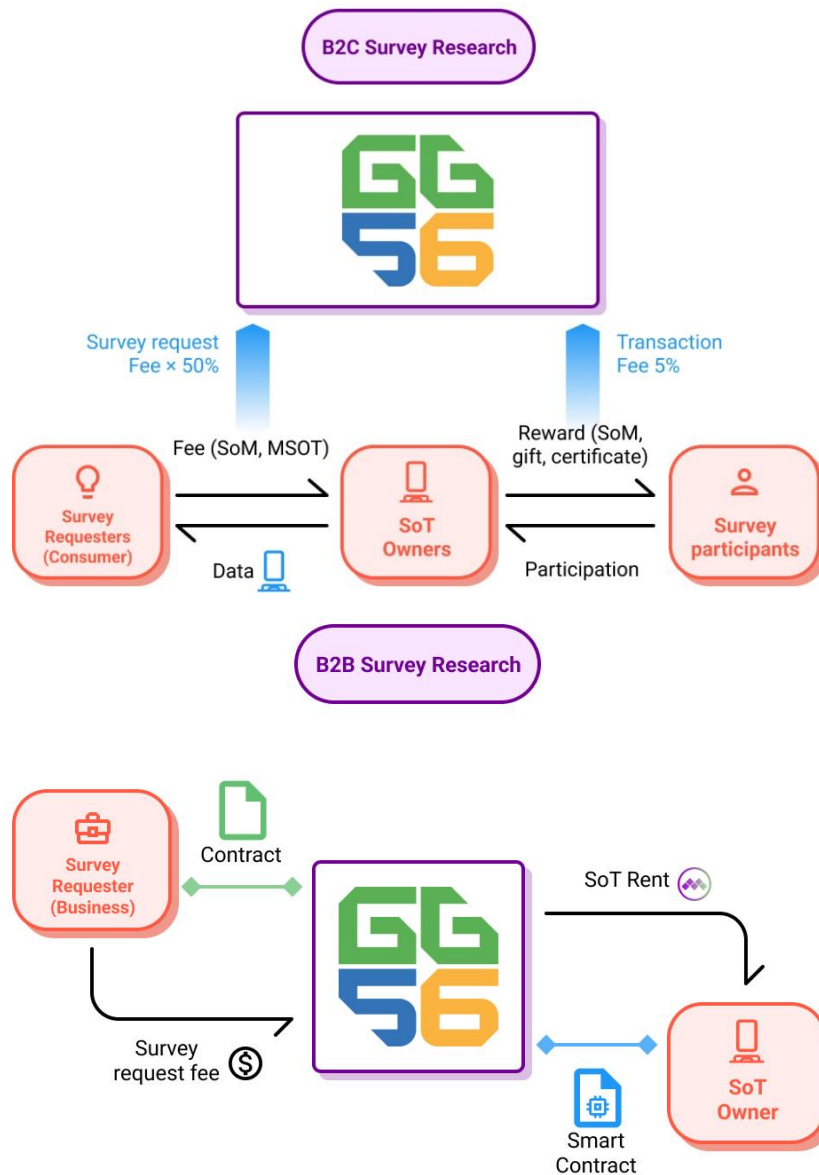 B2C Survey Research
GG
56
Survey request
Fee × 50%
Transaction
Fee 5%
Fee (SoM, MSOT)
Reward (SoM,
gift, certificate)
Survey
Requesters
(Consumer)
SoT
Owners
Survey
participants
Data
Participation
B2B Survey Research
Survey
Requester
(Business)
Contract
GG
56
SoT Rent
Survey
request fee
$
Smart
Contract
SoT
Owner